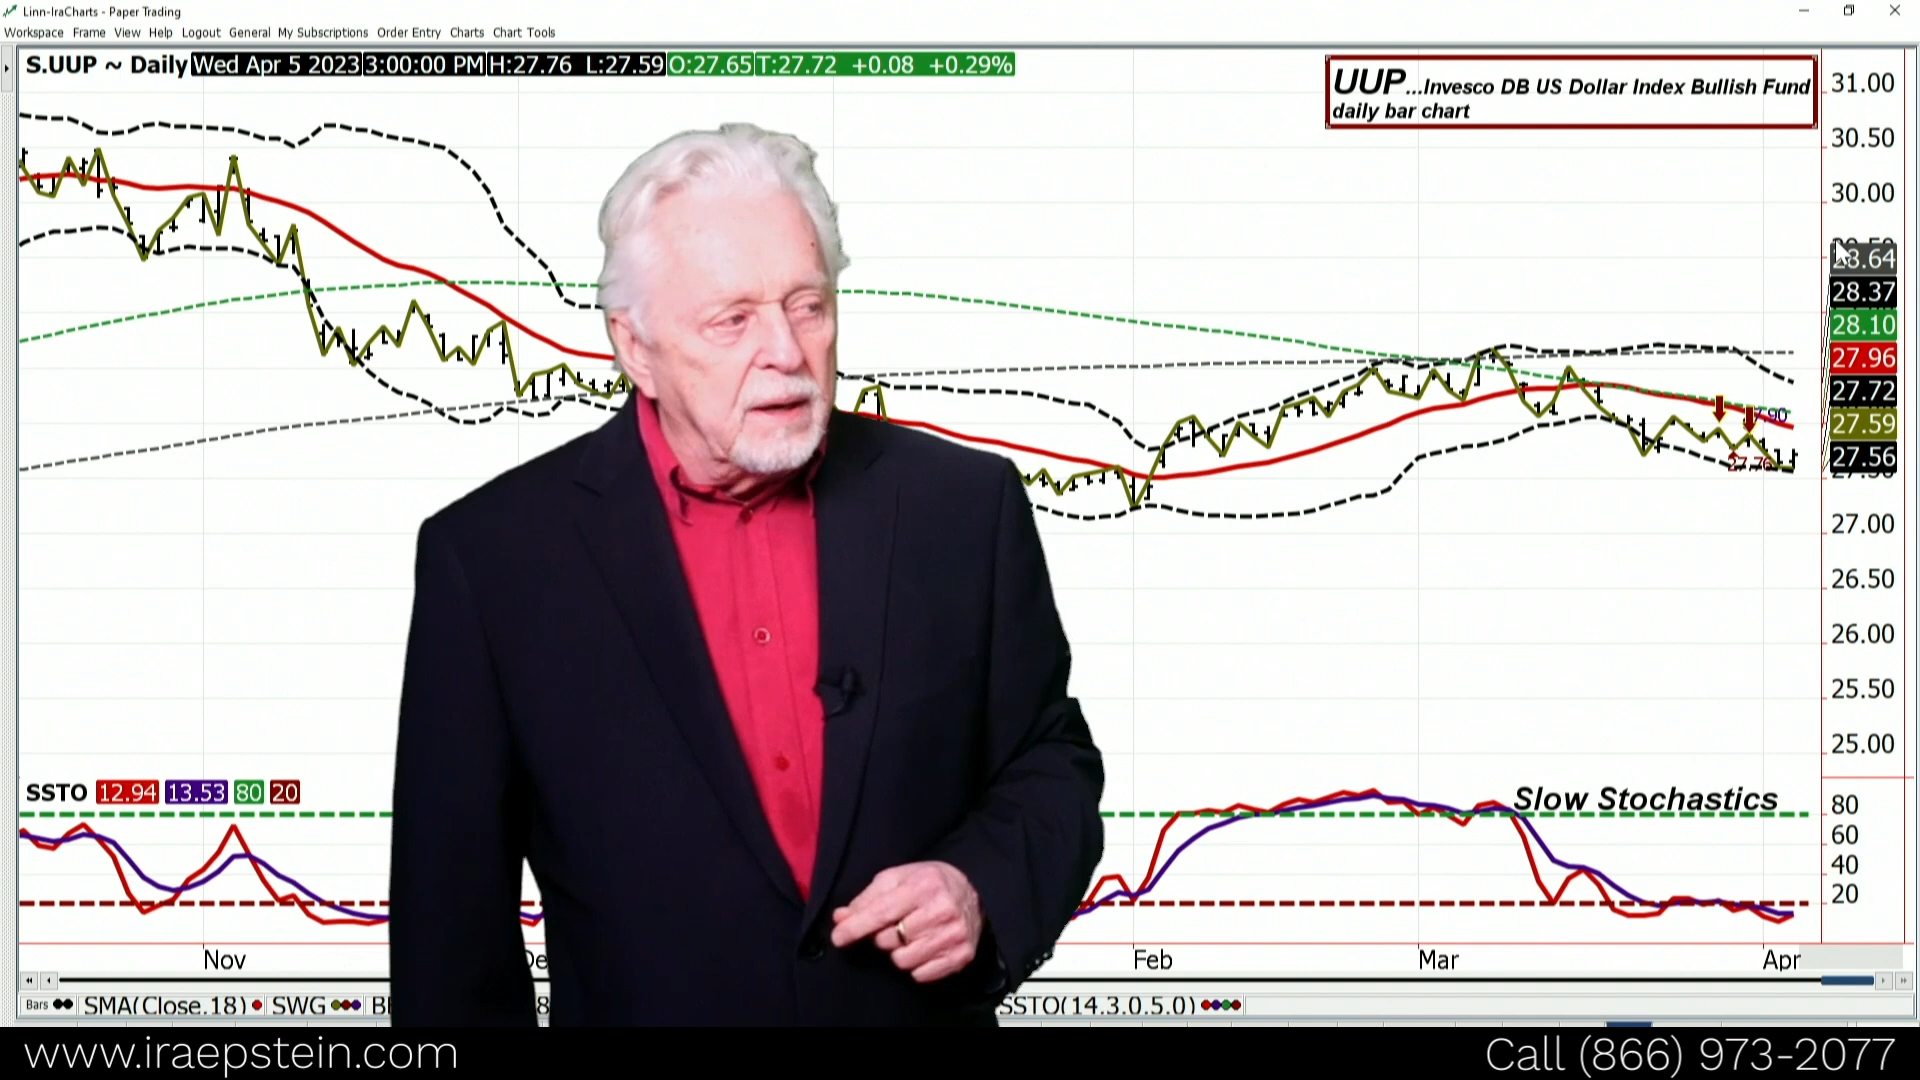 Linn-IraCharts - Paper Trading
Workspace Frame View Help Logout General My Subscriptions Order Entry Charts Chart Tools
S.UUP ~ Daily Wed Apr 5 2023 3:00:00 PM H:27.76 L:27.59 O:27.65 T:27.72 +0.08 +0.29%
UUP...Invesco DB US Dollar Index Bullish Fund
daily bar chart
31.00
30.50
30.00
28.64
28.37
28.10
27.96
27.72
27.59
27.56
27.76
27.00
26.50
26.00
25.50
25.00
SSTO 12.94 13.53 80 20
Slow Stochastics
80
60
40
20
Nov
Feb
Mar
Apr
Bars SMA(Close.18) SWG
SSTO(14.3.0.5.0)
www.iraepstein.com
Call (866) 973-2077